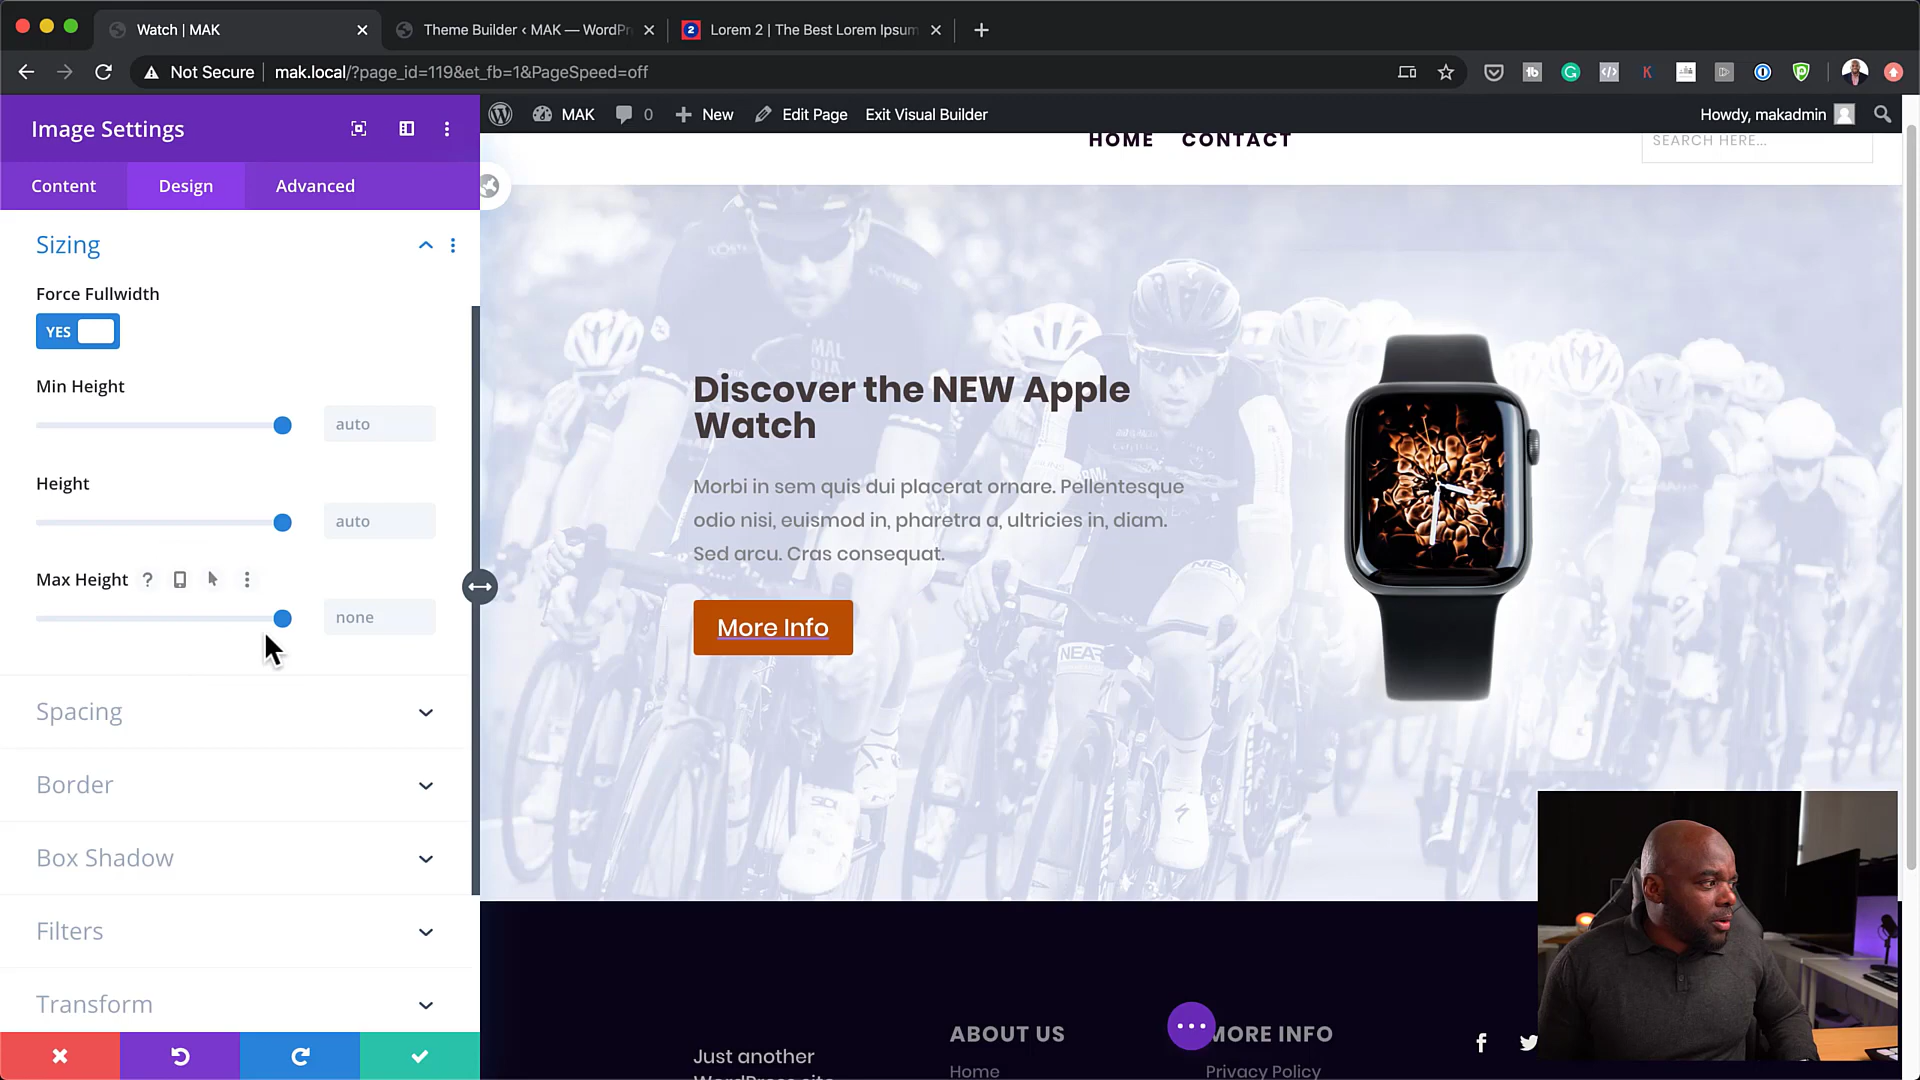 Watch | MAK
Theme Builder ‹ MAK — WordPr
2
Lorem 2 | The Best Lorem Ipsum
Not Secure
mak.local/?page_id=119&et_fb=1&PageSpeed=off
Image Settings
MAK
0
New
Edit Page
Exit Visual Builder
Howdy, makadmin
HOME
CONTACT
SEARCH HERE...
Content
Design
Advanced
Sizing
Force Fullwidth
YES
Min Height
auto
Height
auto
Max Height
?
none
Spacing
Border
Box Shadow
Filters
Transform
Discover the NEW Apple
Watch
Morbi in sem quis dui placerat ornare. Pellentesque
odio nisi, euismod in, pharetra a, ultricies in, diam.
Sed arcu. Cras consequat.
More Info
ABOUT US
MORE INFO
Just another
WordPress site
Home
Privacy Policy